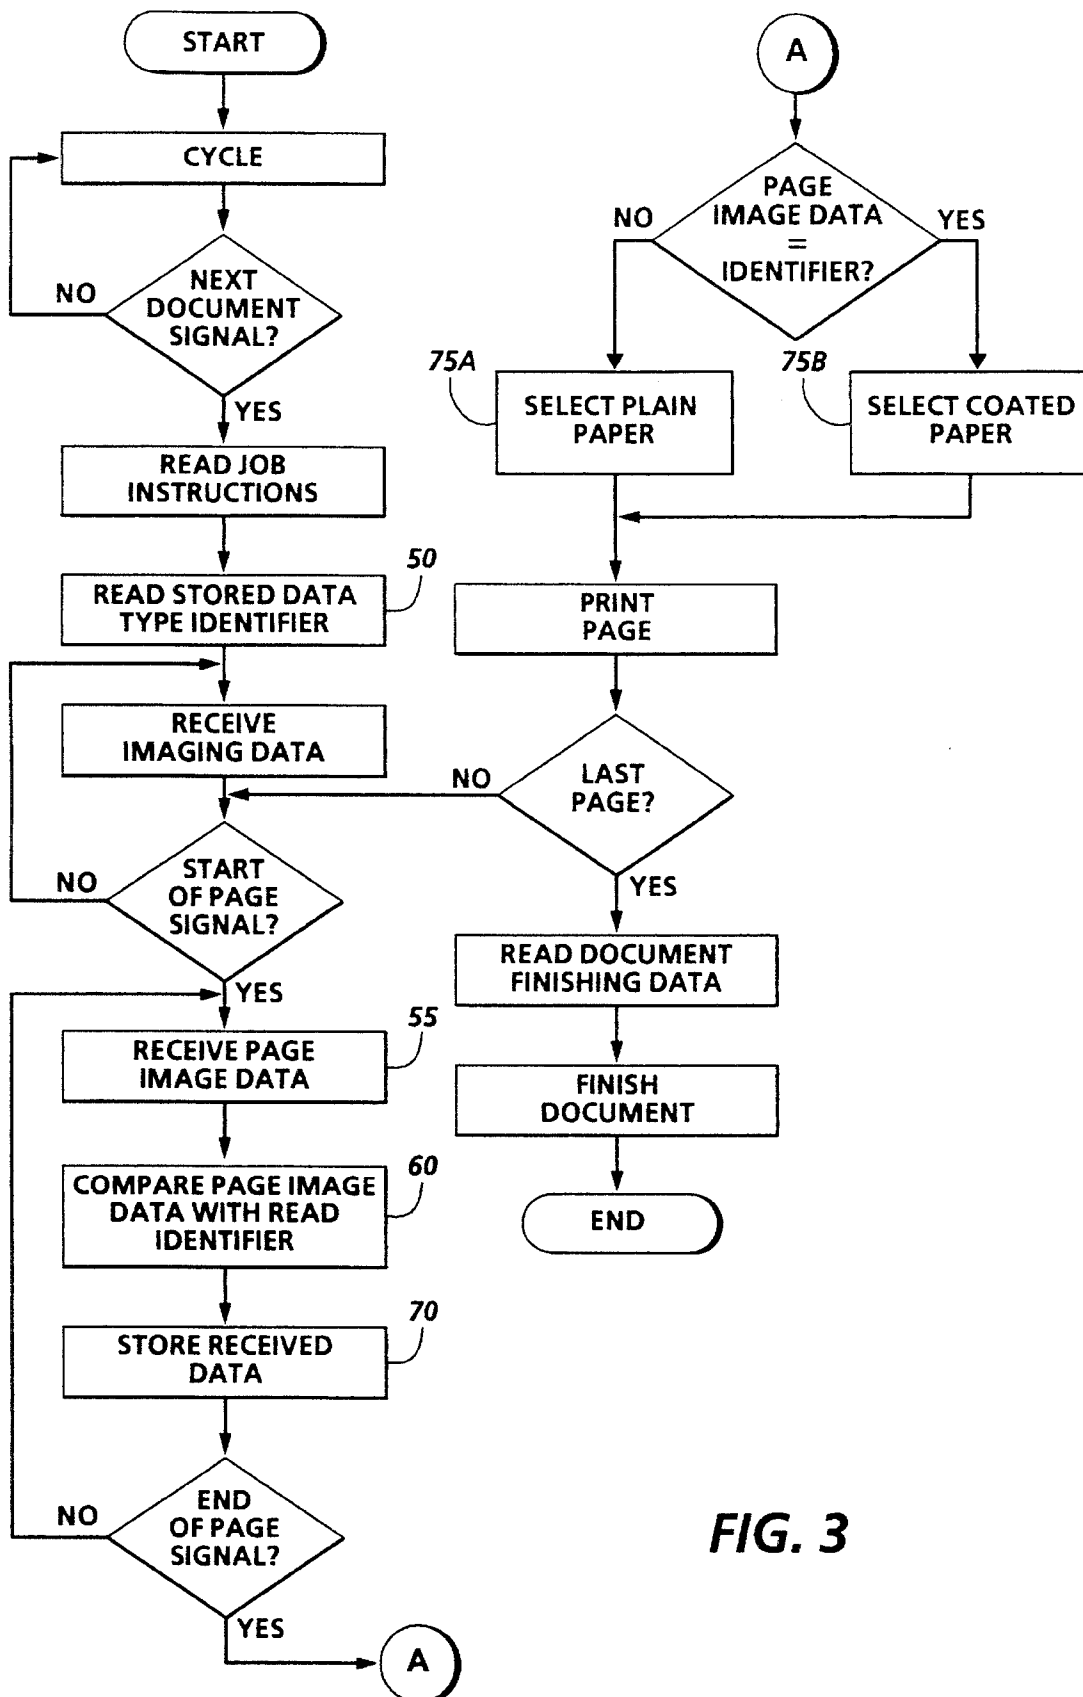 START
CYCLE
NEXT
DOCUMENT
SIGNAL?
NO
YES
READ JOB
INSTRUCTIONS
50
READ STORED DATA
TYPE IDENTIFIER
RECEIVE
IMAGING DATA
START
OF PAGE
SIGNAL?
NO
YES
55
RECEIVE PAGE
IMAGE DATA
60
COMPARE PAGE IMAGE
DATA WITH READ
IDENTIFIER
70
STORE RECEIVED
DATA
END
OF PAGE
SIGNAL?
NO
YES
A
A
PAGE
IMAGE DATA
=
IDENTIFIER?
NO
YES
75A
SELECT PLAIN
PAPER
75B
SELECT COATED
PAPER
PRINT
PAGE
LAST
PAGE?
NO
YES
READ DOCUMENT
FINISHING DATA
FINISH
DOCUMENT
END
FIG. 3